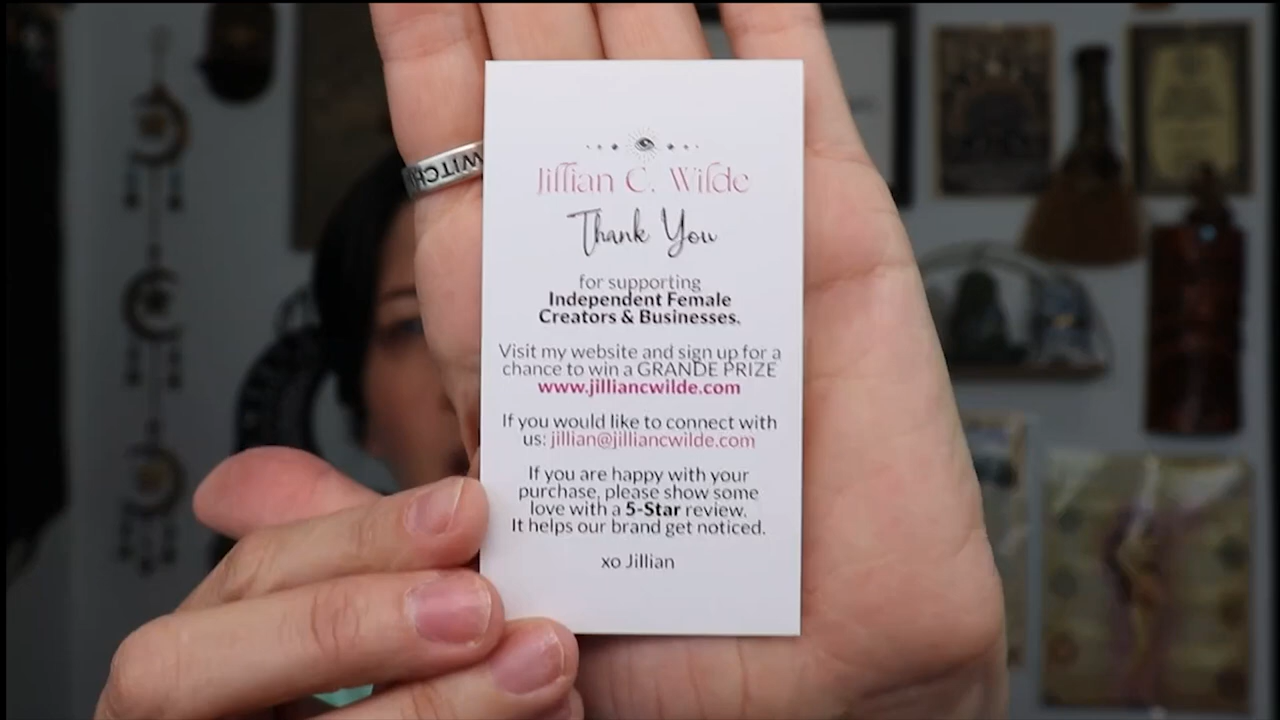 WITCH
Jillian C. Wilde
Thank You
for supporting
Independent Female
Creators & Businesses.
Visit my website and sign up for a
chance to win a GRANDE PRIZE
www.jilliancwilde.com
If you would like to connect with
us: jillian@jilliancwilde.com
If you are happy with your
purchase, please show some
love with a 5-Star review.
It helps our brand get noticed.
xo Jillian